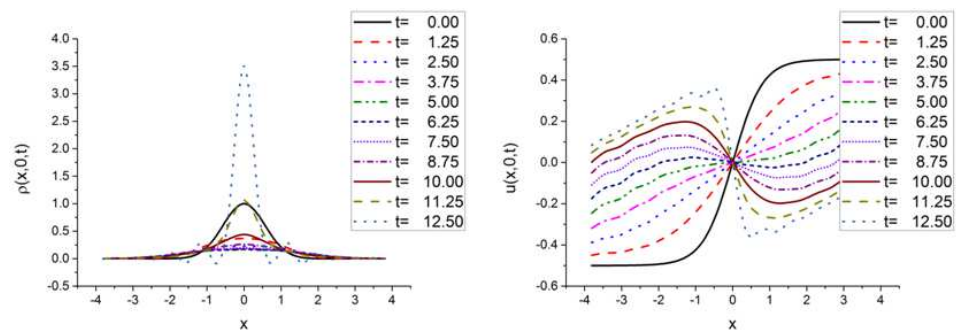 t= 0.00
t= 1.25
t= 2.50
t= 3.75
t= 5.00
t= 6.25
t= 7.50
t= 8.75
t= 10.00
t= 11.25
t= 12.50
4.0
3.5
3.0
2.5
2.0
1.5
1.0
0.5
0.0
-0.5
ρ(x,0,t)
-4 -3 -2 -1 0 1 2 3 4
x
t= 0.00
t= 1.25
t= 2.50
t= 3.75
t= 5.00
t= 6.25
t= 7.50
t= 8.75
t= 10.00
t= 11.25
t= 12.50
0.6
0.4
0.2
0.0
-0.2
-0.4
-0.6
u(x,0,t)
-4 -3 -2 -1 0 1 2 3 4
x